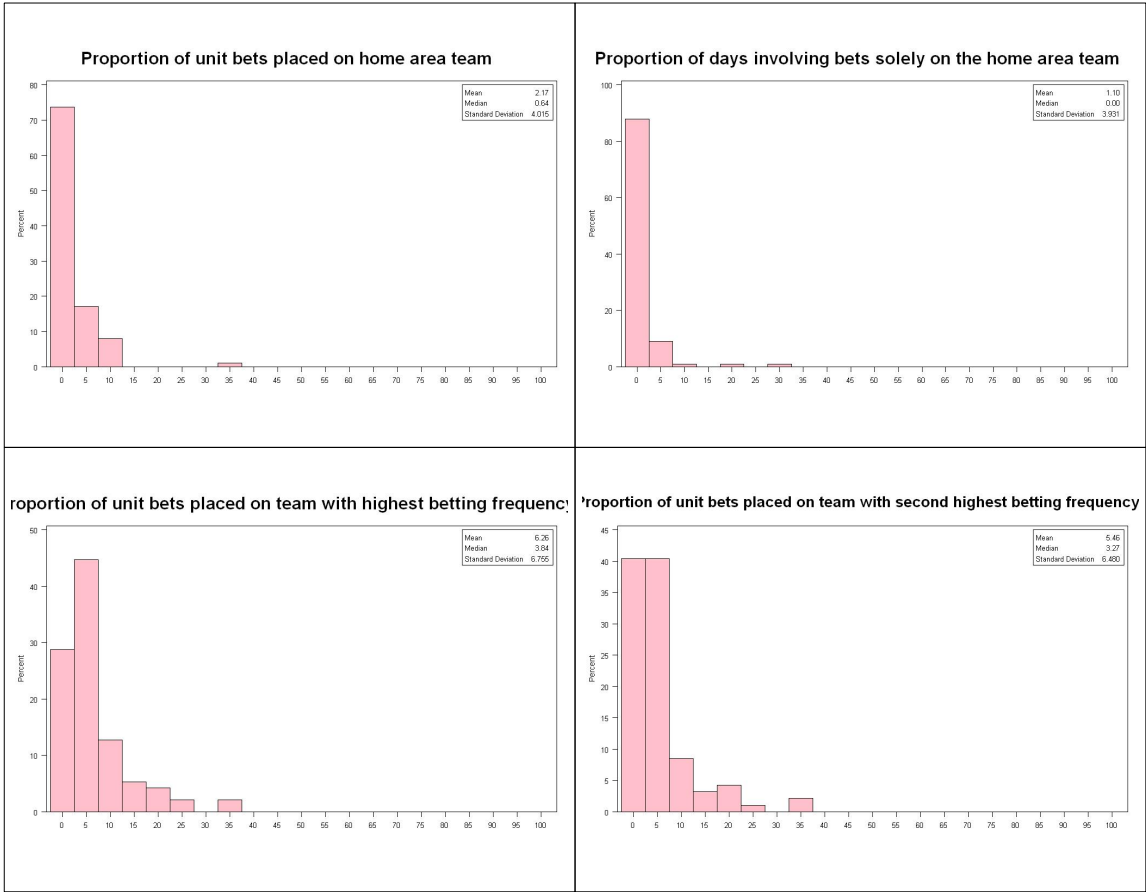 Proportion of unit bets placed on home area team
Mean 2.17
Median 0.64
Standard Deviation 4.015
Percent
80
70
60
50
40
30
20
10
0
0 5 10 15 20 25 30 35 40 45 50 55 60 65 70 75 80 85 90 95 100
Proportion of days involving bets solely on the home area team
Mean 1.10
Median 0.00
Standard Deviation 3.931
Percent
100
80
60
40
20
0
0 5 10 15 20 25 30 35 40 45 50 55 60 65 70 75 80 85 90 95 100
roportion of unit bets placed on team with highest betting frequency
Mean 6.26
Median 3.84
Standard Deviation 6.755
Percent
50
40
30
20
10
0
0 5 10 15 20 25 30 35 40 45 50 55 60 65 70 75 80 85 90 95 100
Proportion of unit bets placed on team with second highest betting frequency
Mean 5.46
Median 3.27
Standard Deviation 6.480
Percent
45
40
35
30
25
20
15
10
5
0
0 5 10 15 20 25 30 35 40 45 50 55 60 65 70 75 80 85 90 95 100